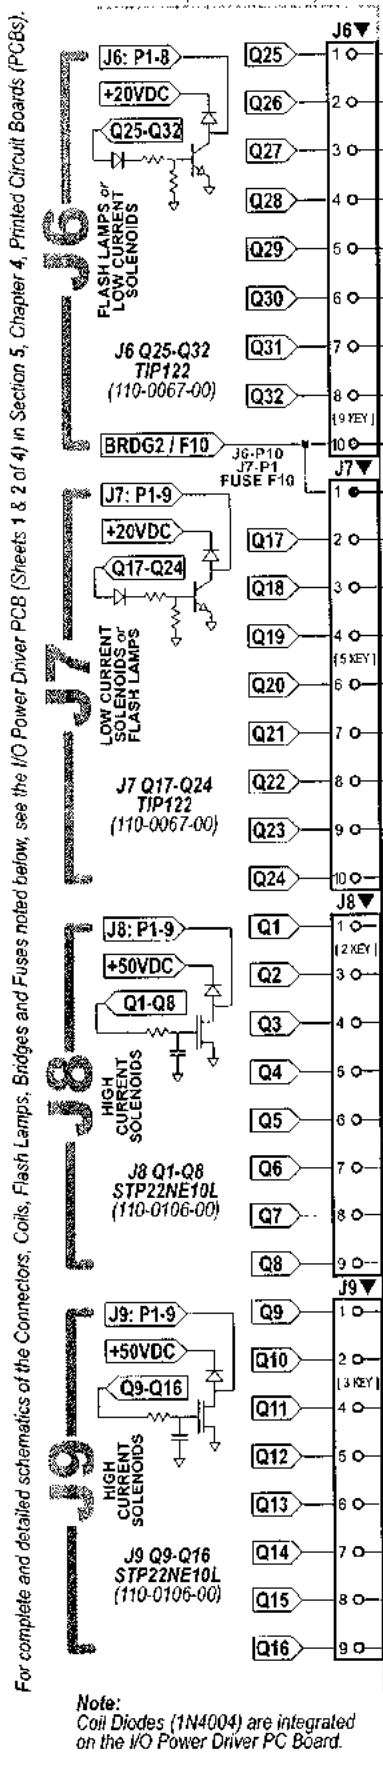 For complete and detailed schematics of the Connectors, Coils, Flash Lamps, Bridges and Fuses noted below, see the I/O Power Driver PCB (Sheets 1 & 2 of 4) in Section 5, Chapter 4, Printed Circuit Boards (PCBs).
J6
J6: P1-8
+20VDC
Q25-Q32
FLASH LAMPS or
LOW CURRENT
SOLENOIDS
J6 Q25-Q32
TIP122
(110-0067-00)
BRDG2 / F10
J6-P10
J7-P1
FUSE F10
J6▼
Q25 1
Q26 2
Q27 3
Q28 4
Q29 5
Q30 6
Q31 7
Q32 8
[9 KEY]
10
J7
J7: P1-9
+20VDC
Q17-Q24
LOW CURRENT
SOLENOIDS or
FLASH LAMPS
J7 Q17-Q24
TIP122
(110-0067-00)
J7▼
1
Q17 2
Q18 3
Q19 4
[5 KEY]
Q20 6
Q21 7
Q22 8
Q23 9
Q24 10
J8
J8: P1-9
+50VDC
Q1-Q8
HIGH
CURRENT
SOLENOIDS
J8 Q1-Q8
STP22NE10L
(110-0106-00)
J8▼
Q1 1
[2 KEY]
Q2 3
Q3 4
Q4 5
Q5 6
Q6 7
Q7 8
Q8 9
J9
J9: P1-9
+50VDC
Q9-Q16
HIGH
CURRENT
SOLENOIDS
J9 Q9-Q16
STP22NE10L
(110-0106-00)
J9▼
Q9 1
Q10 2
[3 KEY]
Q11 4
Q12 5
Q13 6
Q14 7
Q15 8
Q16 9
Note:
Coil Diodes (1N4004) are integrated
on the I/O Power Driver PC Board.